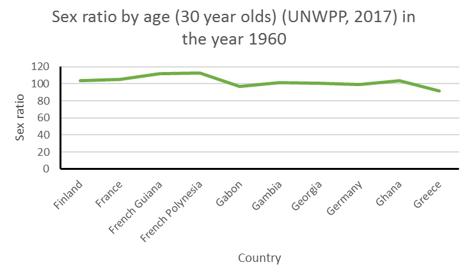 Sex ratio by age (30 year olds) (UNWPP, 2017) in
the year 1960
120
100
80
60
40
20
0
Sex ratio
Finland
France
French Guiana
French Polynesia
Gabon
Gambia
Georgia
Germany
Ghana
Greece
Country